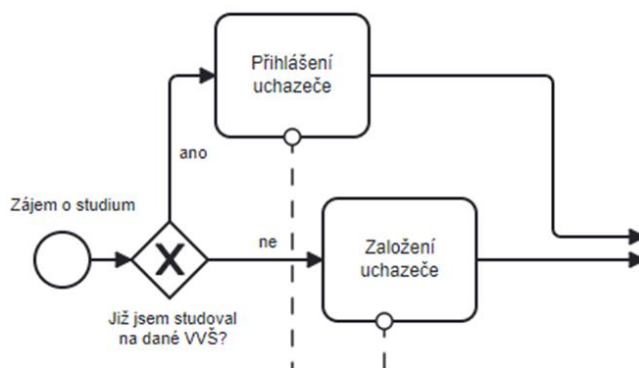 Přihlášení
uchazeče
ano
Zájem o studium
ne
Založení
uchazeče
Již jsem studoval
na dané VVŠ?